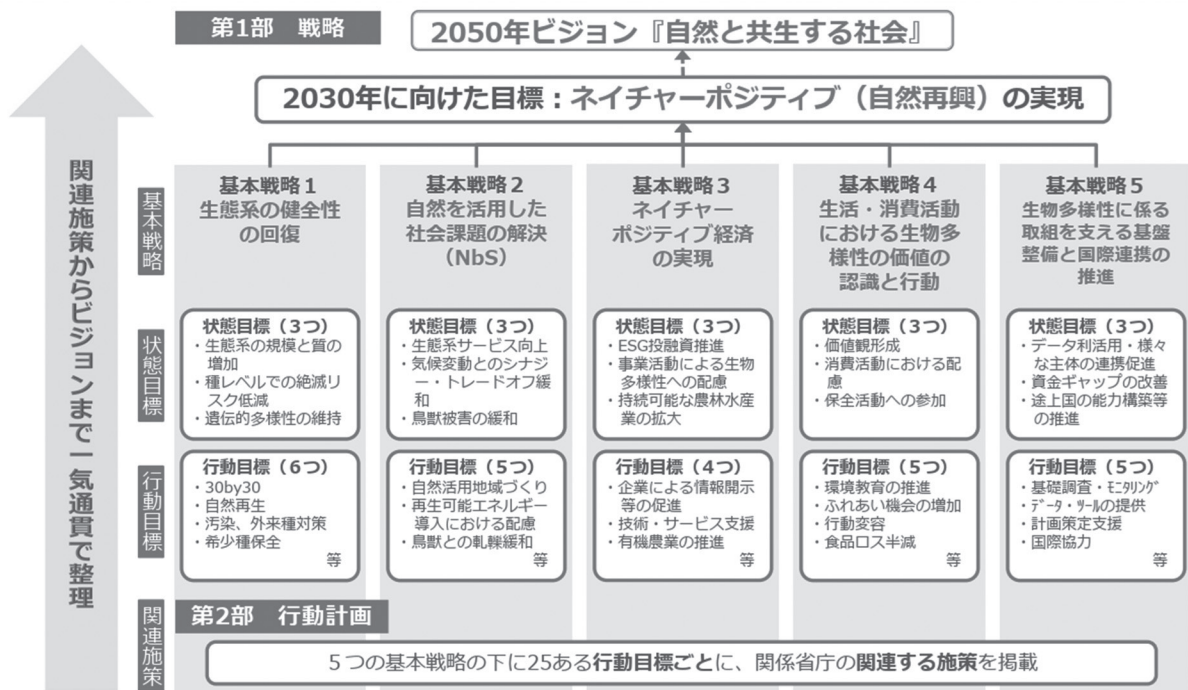 第1部 戦略
2050年ビジョン『自然と共生する社会』
2030年に向けた目標：ネイチャーポジティブ（自然再興）の実現
関連施策からビジョンまで一気通貫で整理
基本戦略
基本戦略１
生態系の健全性
の回復
基本戦略２
自然を活用した
社会課題の解決
（NbS）
基本戦略３
ネイチャー
ポジティブ経済
の実現
基本戦略４
生活・消費活動
における生物多
様性の価値の
認識と行動
基本戦略５
生物多様性に係る
取組を支える基盤
整備と国際連携の
推進
状態目標
状態目標（３つ）
・生態系の規模と質の
増加
・種レベルでの絶滅リ
スク低減
・遺伝的多様性の維持
状態目標（３つ）
・生態系サービス向上
・気候変動とのシナジ
ー・トレードオフ緩
和
・鳥獣被害の緩和
状態目標（３つ）
・ESG投融資推進
・事業活動による生物
多様性への配慮
・持続可能な農林水産
業の拡大
状態目標（３つ）
・価値観形成
・消費活動における配
慮
・保全活動への参加
状態目標（３つ）
・データ利活用・様々
な主体の連携促進
・資金ギャップの改善
・途上国の能力構築等
の推進
行動目標
行動目標（６つ）
・30by30
・自然再生
・汚染、外来種対策
・希少種保全
等
行動目標（５つ）
・自然活用地域づくり
・再生可能エネルギー
導入における配慮
・鳥獣との軋轢緩和
等
行動目標（４つ）
・企業による情報開示
等の促進
・技術・サービス支援
・有機農業の推進
等
行動目標（５つ）
・環境教育の推進
・ふれあい機会の増加
・行動変容
・食品ロス半減
等
行動目標（５つ）
・基礎調査・ﾓﾆﾀﾘﾝｸﾞ
・ﾃﾞｰﾀ・ﾂｰﾙの提供
・計画策定支援
・国際協力
等
関連施策
第2部 行動計画
５つの基本戦略の下に25ある行動目標ごとに、関係省庁の関連する施策を掲載